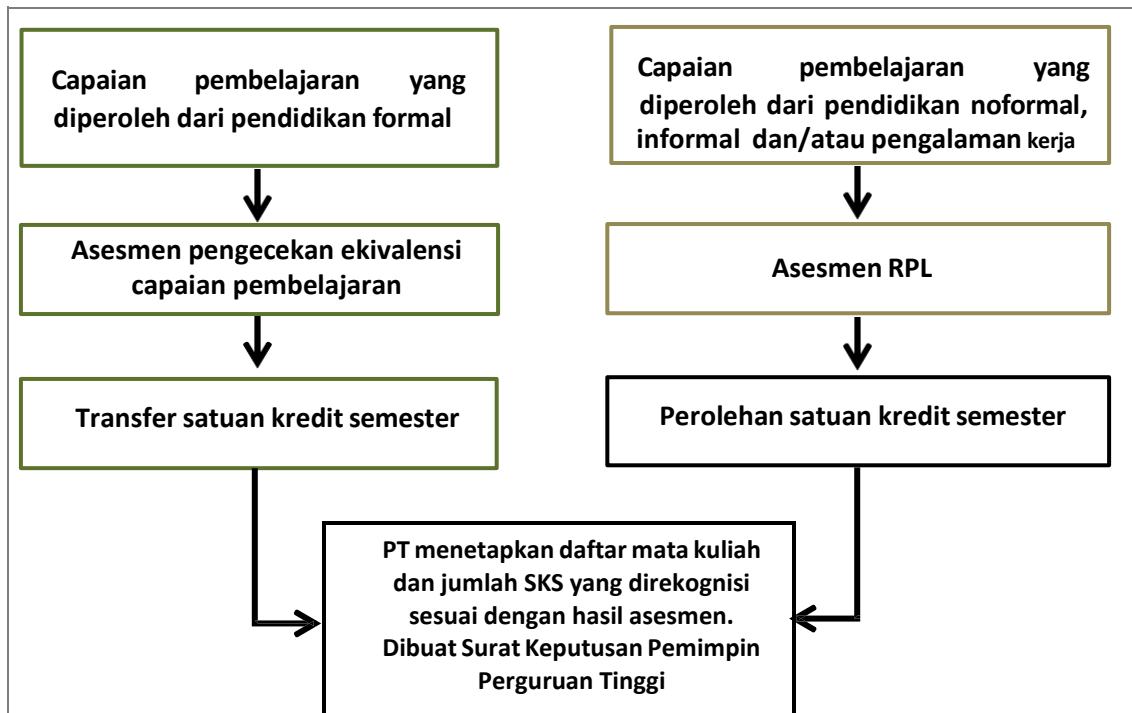 Capaian pembelajaran yang
diperoleh dari pendidikan formal
Asesmen pengecekan ekivalensi
capaian pembelajaran
Transfer satuan kredit semester
Capaian pembelajaran yang
diperoleh dari pendidikan noformal,
informal dan/atau pengalaman kerja
Asesmen RPL
Perolehan satuan kredit semester
PT menetapkan daftar mata kuliah
dan jumlah SKS yang direkognisi
sesuai dengan hasil asesmen.
Dibuat Surat Keputusan Pemimpin
Perguruan Tinggi